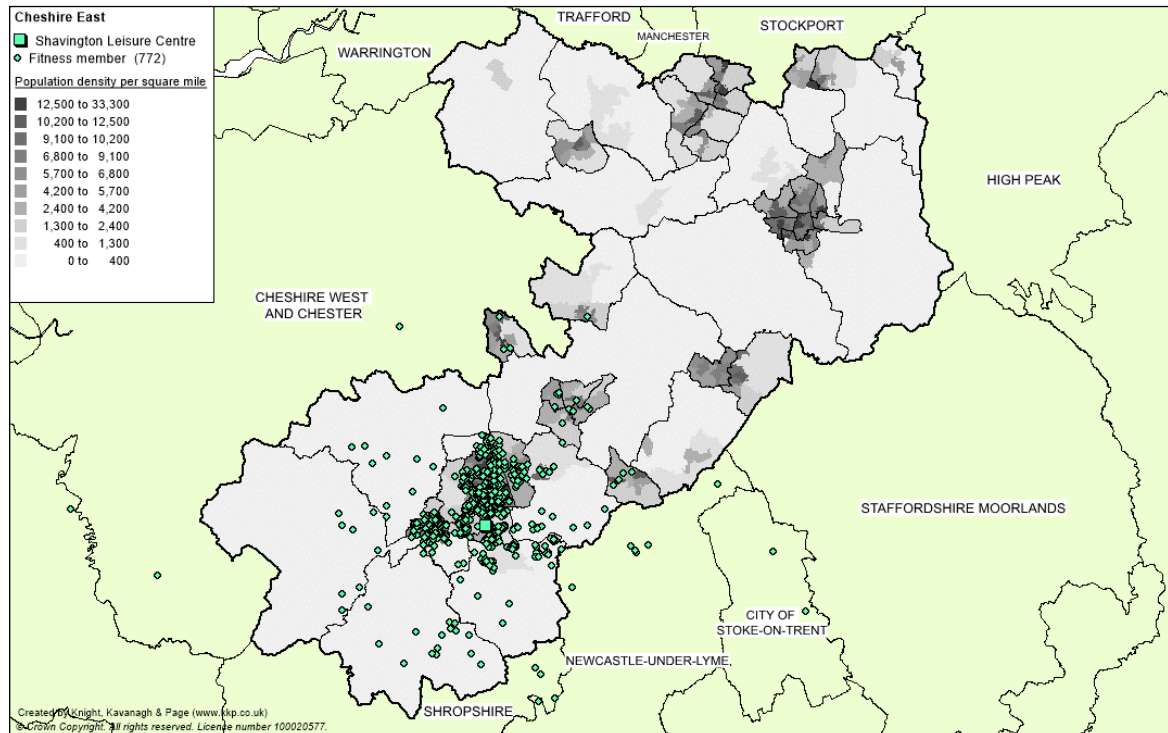 Cheshire East
Shavington Leisure Centre
Fitness member (772)
Population density per square mile
12,500 to 33,300
10,200 to 12,500
9,100 to 10,200
6,800 to 9,100
5,700 to 6,800
4,200 to 5,700
2,400 to 4,200
1,300 to 2,400
400 to 1,300
0 to 400
TRAFFORD
STOCKPORT
MANCHESTER
WARRINGTON
HIGH PEAK
CHESHIRE WEST
AND CHESTER
STAFFORDSHIRE MOORLANDS
CITY OF
STOKE-ON-TRENT
NEWCASTLE-UNDER-LYME
SHROPSHIRE
Created by Knight, Kavanagh & Page (www.kkp.co.uk)
© Crown Copyright. All rights reserved. License number 100020577.